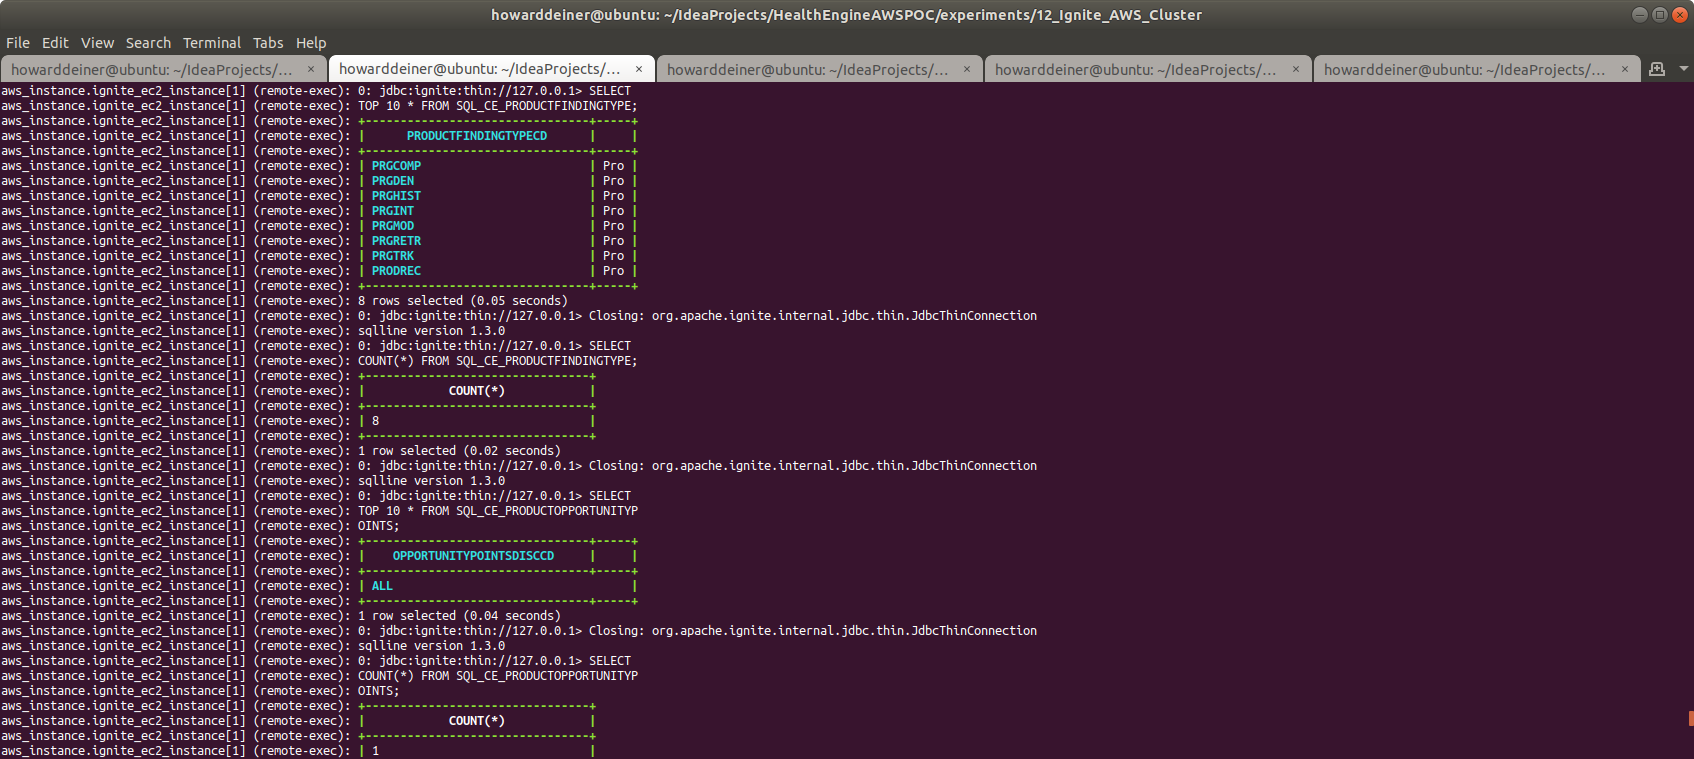 howarddeiner@ubuntu: ~/IdeaProjects/HealthEngineAWSPOC/experiments/12_Ignite_AWS_Cluster
File Edit View Search Terminal Tabs Help
howarddeiner@ubuntu: ~/IdeaProjects/... × howarddeiner@ubuntu: ~/IdeaProjects/... × howarddeiner@ubuntu: ~/IdeaProjects/... × howarddeiner@ubuntu: ~/IdeaProjects/... × howarddeiner@ubuntu: ~/IdeaProjects/... ×
aws_instance.ignite_ec2_instance[1] (remote-exec): 0: jdbc:ignite:thin://127.0.0.1> SELECT
aws_instance.ignite_ec2_instance[1] (remote-exec): TOP 10 * FROM SQL_CE_PRODUCTFINDINGTYPE;
aws_instance.ignite_ec2_instance[1] (remote-exec): +--------------------------------+-----+
aws_instance.ignite_ec2_instance[1] (remote-exec): |      PRODUCTFINDINGTYPECD      |     |
aws_instance.ignite_ec2_instance[1] (remote-exec): +--------------------------------+-----+
aws_instance.ignite_ec2_instance[1] (remote-exec): | PRGCOMP                        | Pro |
aws_instance.ignite_ec2_instance[1] (remote-exec): | PRGDEN                         | Pro |
aws_instance.ignite_ec2_instance[1] (remote-exec): | PRGHIST                        | Pro |
aws_instance.ignite_ec2_instance[1] (remote-exec): | PRGINT                         | Pro |
aws_instance.ignite_ec2_instance[1] (remote-exec): | PRGMOD                         | Pro |
aws_instance.ignite_ec2_instance[1] (remote-exec): | PRGRETR                        | Pro |
aws_instance.ignite_ec2_instance[1] (remote-exec): | PRGTRK                         | Pro |
aws_instance.ignite_ec2_instance[1] (remote-exec): | PRODREC                        | Pro |
aws_instance.ignite_ec2_instance[1] (remote-exec): +--------------------------------+-----+
aws_instance.ignite_ec2_instance[1] (remote-exec): 8 rows selected (0.05 seconds)
aws_instance.ignite_ec2_instance[1] (remote-exec): 0: jdbc:ignite:thin://127.0.0.1> Closing: org.apache.ignite.internal.jdbc.thin.JdbcThinConnection
aws_instance.ignite_ec2_instance[1] (remote-exec): sqlline version 1.3.0
aws_instance.ignite_ec2_instance[1] (remote-exec): 0: jdbc:ignite:thin://127.0.0.1> SELECT
aws_instance.ignite_ec2_instance[1] (remote-exec): COUNT(*) FROM SQL_CE_PRODUCTFINDINGTYPE;
aws_instance.ignite_ec2_instance[1] (remote-exec): +--------------------------------+
aws_instance.ignite_ec2_instance[1] (remote-exec): |            COUNT(*)            |
aws_instance.ignite_ec2_instance[1] (remote-exec): +--------------------------------+
aws_instance.ignite_ec2_instance[1] (remote-exec): | 8                              |
aws_instance.ignite_ec2_instance[1] (remote-exec): +--------------------------------+
aws_instance.ignite_ec2_instance[1] (remote-exec): 1 row selected (0.02 seconds)
aws_instance.ignite_ec2_instance[1] (remote-exec): 0: jdbc:ignite:thin://127.0.0.1> Closing: org.apache.ignite.internal.jdbc.thin.JdbcThinConnection
aws_instance.ignite_ec2_instance[1] (remote-exec): sqlline version 1.3.0
aws_instance.ignite_ec2_instance[1] (remote-exec): 0: jdbc:ignite:thin://127.0.0.1> SELECT
aws_instance.ignite_ec2_instance[1] (remote-exec): TOP 10 * FROM SQL_CE_PRODUCTOPPORTUNITYP
aws_instance.ignite_ec2_instance[1] (remote-exec): OINTS;
aws_instance.ignite_ec2_instance[1] (remote-exec): +--------------------------------+-----+
aws_instance.ignite_ec2_instance[1] (remote-exec): |    OPPORTUNITYPOINTSDISCCD     |     |
aws_instance.ignite_ec2_instance[1] (remote-exec): +--------------------------------+-----+
aws_instance.ignite_ec2_instance[1] (remote-exec): | ALL                                  |
aws_instance.ignite_ec2_instance[1] (remote-exec): +--------------------------------+-----+
aws_instance.ignite_ec2_instance[1] (remote-exec): 1 row selected (0.04 seconds)
aws_instance.ignite_ec2_instance[1] (remote-exec): 0: jdbc:ignite:thin://127.0.0.1> Closing: org.apache.ignite.internal.jdbc.thin.JdbcThinConnection
aws_instance.ignite_ec2_instance[1] (remote-exec): sqlline version 1.3.0
aws_instance.ignite_ec2_instance[1] (remote-exec): 0: jdbc:ignite:thin://127.0.0.1> SELECT
aws_instance.ignite_ec2_instance[1] (remote-exec): COUNT(*) FROM SQL_CE_PRODUCTOPPORTUNITYP
aws_instance.ignite_ec2_instance[1] (remote-exec): OINTS;
aws_instance.ignite_ec2_instance[1] (remote-exec): +--------------------------------+
aws_instance.ignite_ec2_instance[1] (remote-exec): |            COUNT(*)            |
aws_instance.ignite_ec2_instance[1] (remote-exec): +--------------------------------+
aws_instance.ignite_ec2_instance[1] (remote-exec): | 1                              |